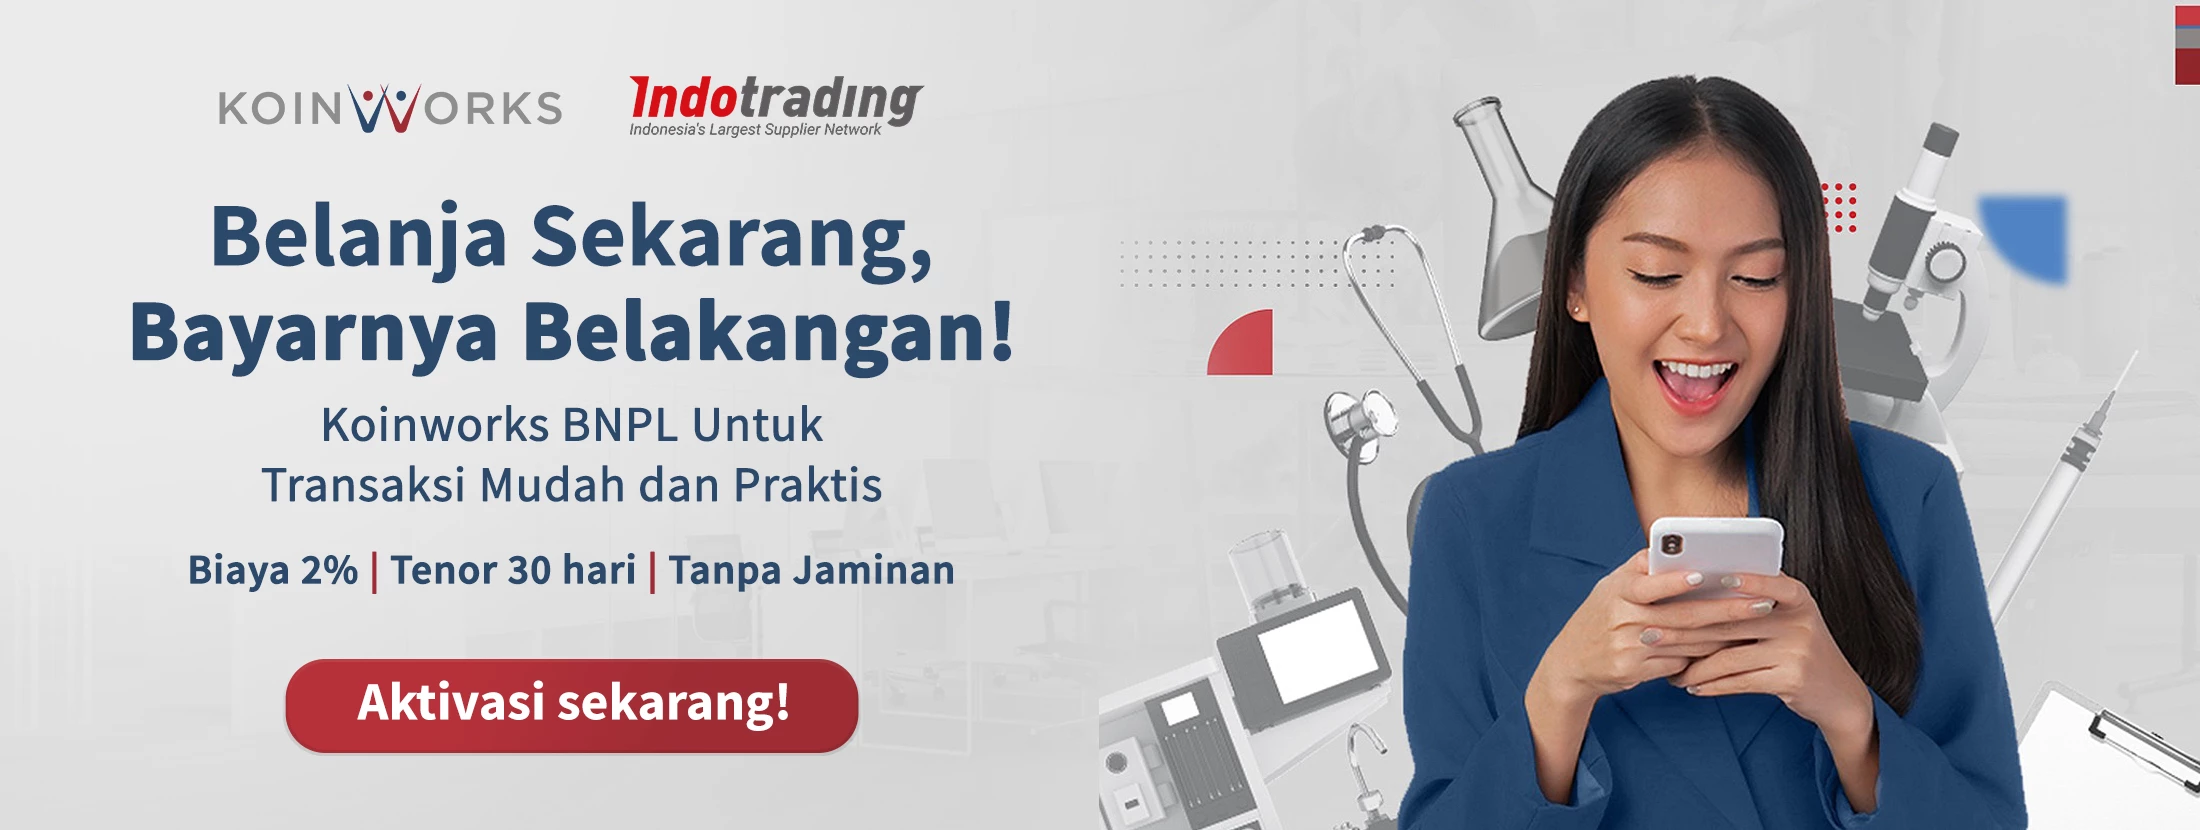 KOINWORKS
Indotrading
Indonesia's Largest Supplier Network
Belanja Sekarang,
Bayarnya Belakangan!
Koinworks BNPL Untuk
Transaksi Mudah dan Praktis
Biaya 2% | Tenor 30 hari | Tanpa Jaminan
Aktivasi sekarang!